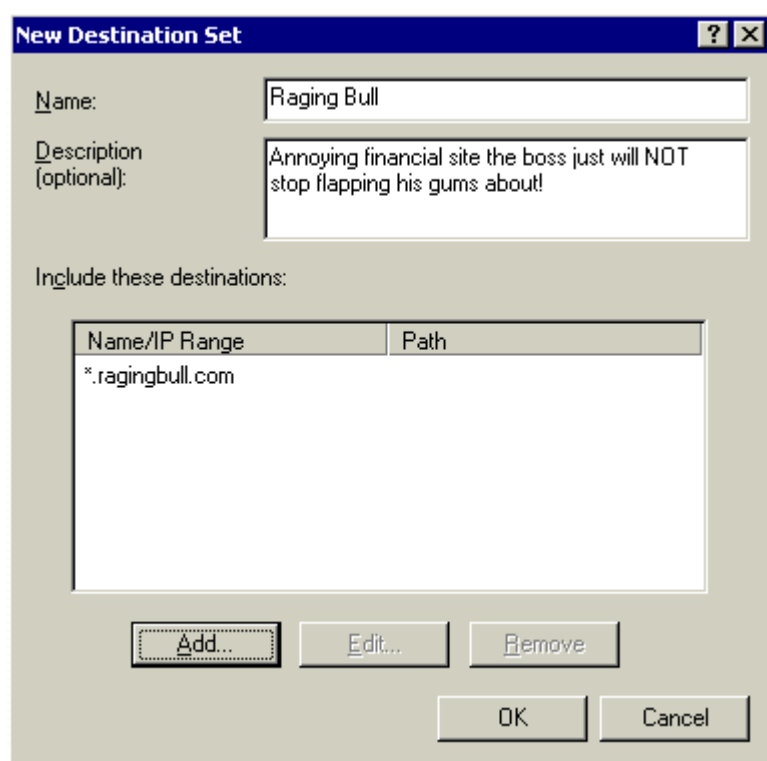 New Destination Set
Name:
Raging Bull
Description
(optional):
Annoying financial site the boss just will NOT
stop flapping his gums about!
Include these destinations:
Name/IP Range Path
*.ragingbull.com
Add... Edit... Remove
OK Cancel